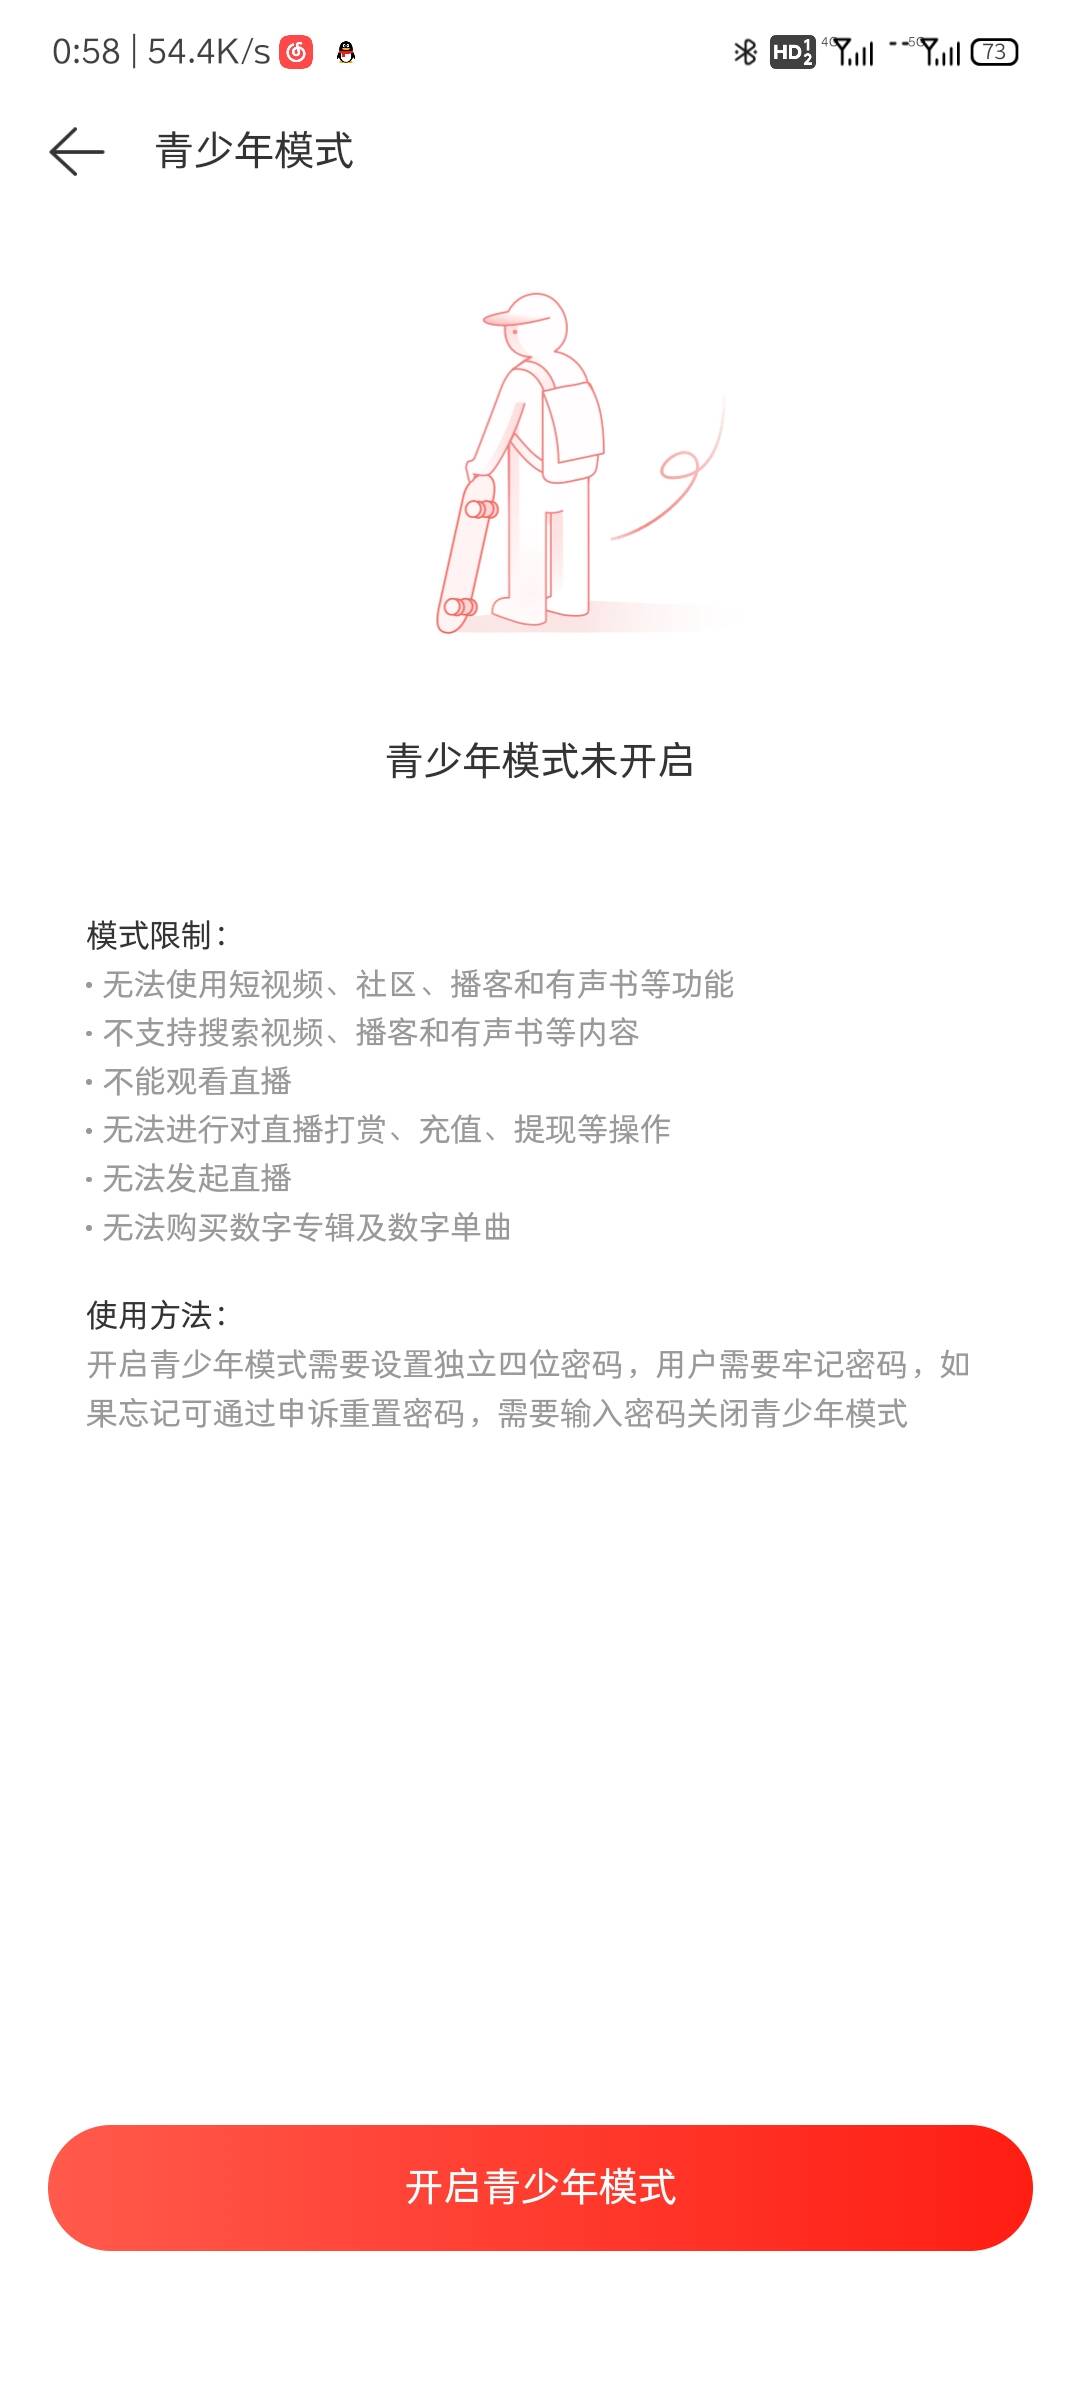 0:58 | 54.4K/s HD 1 2 4G 5G 73
青少年模式
青少年模式未开启
模式限制：
· 无法使用短视频、社区、播客和有声书等功能
· 不支持搜索视频、播客和有声书等内容
· 不能观看直播
· 无法进行对直播打赏、充值、提现等操作
· 无法发起直播
· 无法购买数字专辑及数字单曲
使用方法：
开启青少年模式需要设置独立四位密码，用户需要牢记密码，如
果忘记可通过申诉重置密码，需要输入密码关闭青少年模式
开启青少年模式